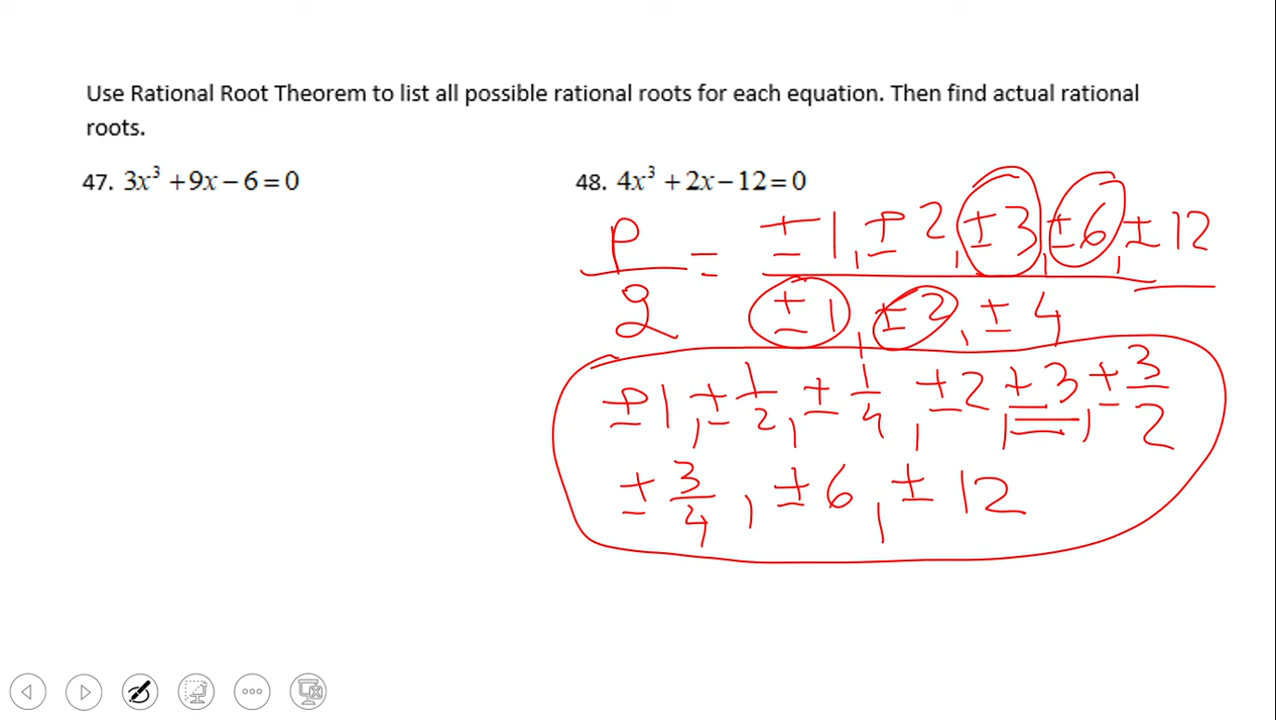 Use Rational Root Theorem to list all possible rational roots for each equation. Then find actual rational
roots.
47. 3x³ +9x – 6 = 0
48. 4x³ + 2x – 12 = 0
P/q = ±1, ±2, ±3, ±6, ±12 / ±1, ±2, ±4
±1, ±1/2, ±1/4, ±2, ±3, ±3/2
±3/4, ±6, ±12